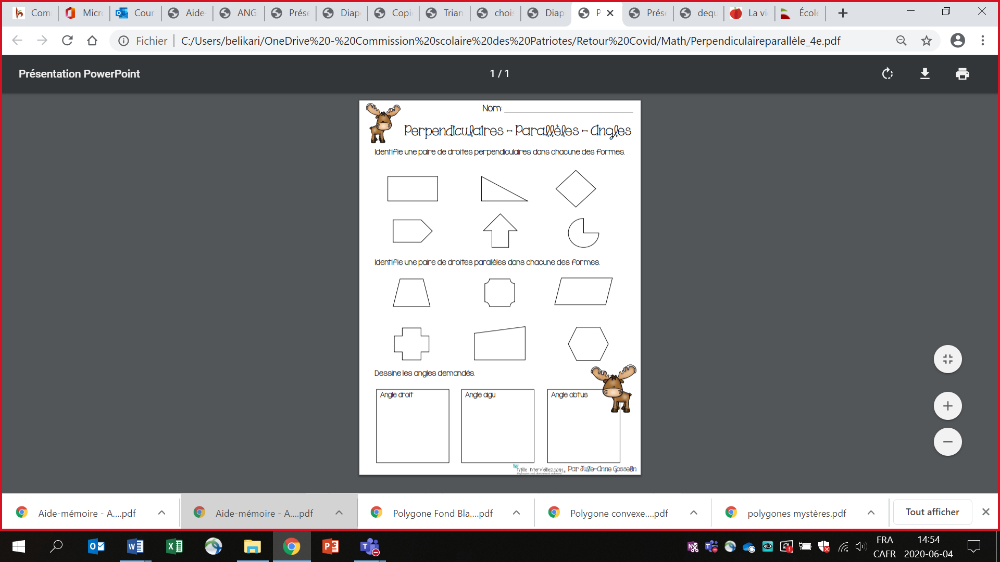 Com
Micro
Cour
Aide
ANG
Prése
Diap
Copi
Trian
chois
Diap
P
Prése
dequ
La vi
École
Fichier
C:/Users/belikari/OneDrive%20-%20Commission%20scolaire%20des%20Patriotes/Retour%20Covid/Math/Perpendiculaireparallèle_4e.pdf
Présentation PowerPoint
1 / 1
Nom:
Perpendiculaires - Parallèles - Angles
Identifie une paire de droites perpendiculaires dans chacune des formes.
Identifie une paire de droites parallèles dans chacune des formes.
Dessine les angles demandés.
Angle droit
Angle aigu
Angle obtus
Mille Merveilles.com
Par Julie-Anne Gosselin
Aide-mémoire - A....pdf
Aide-mémoire - A....pdf
Polygone Fond Bla....pdf
Polygone convexe....pdf
polygones mystères.pdf
Tout afficher
FRA
CAFR
14:54
2020-06-04